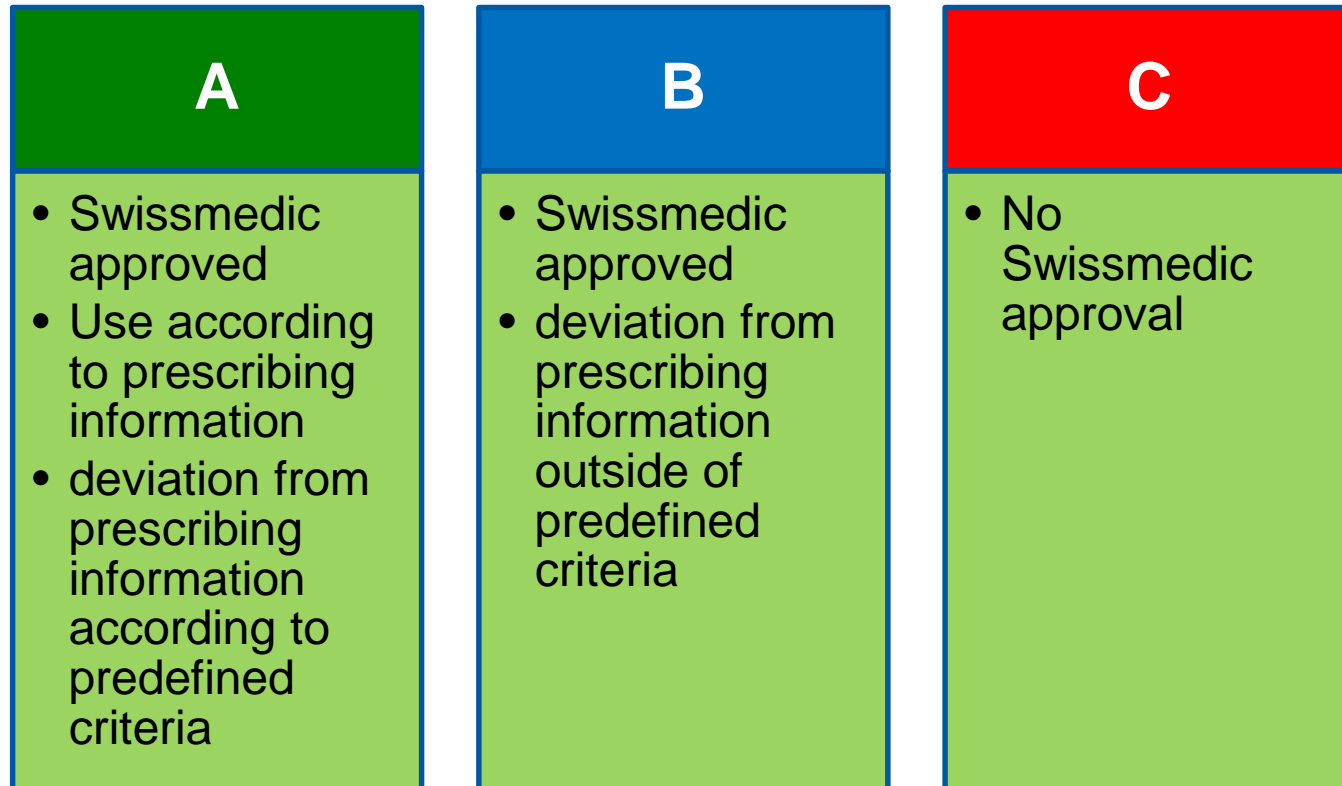 A
• Swissmedic
approved
• Use according
to prescribing
information
• deviation from
prescribing
information
according to
predefined
criteria
B
• Swissmedic
approved
• deviation from
prescribing
information
outside of
predefined
criteria
C
• No
Swissmedic
approval